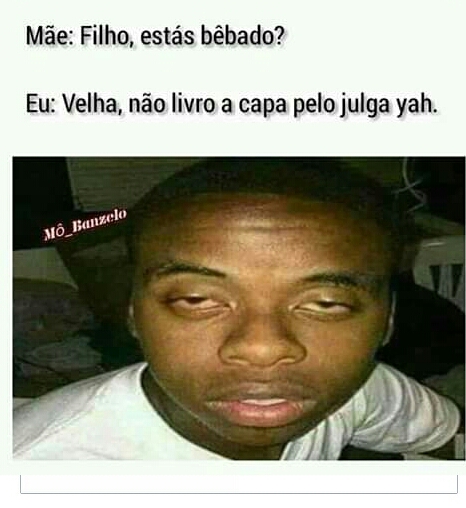 Mãe: Filho, estás bêbado?
Eu: Velha, não livro a capa pelo julga yah.
Mô_Banzelo